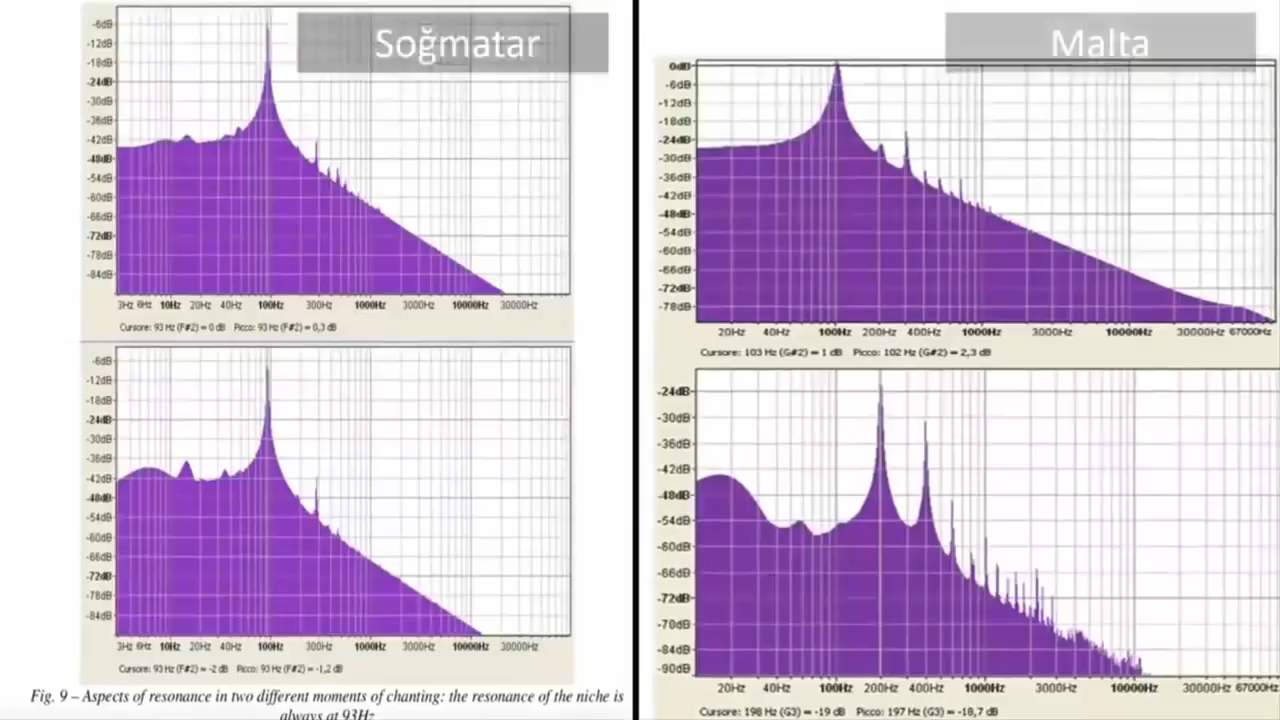 Soğmatar
-6dB
-12dB
-18dB
-24dB
-30dB
-36dB
-42dB
-48dB
-54dB
-60dB
-66dB
-72dB
-78dB
-84dB
3Hz 6Hz 10Hz 20Hz 40Hz 100Hz 300Hz 1000Hz 3000Hz 10000Hz 30000Hz
Cursore: 93 Hz (F#2) = 0 dB Picco: 93 Hz (F#2) = 0,3 dB
-6dB
-12dB
-18dB
-24dB
-30dB
-36dB
-42dB
-48dB
-54dB
-60dB
-66dB
-72dB
-78dB
-84dB
3Hz 6Hz 10Hz 20Hz 40Hz 100Hz 300Hz 1000Hz 3000Hz 10000Hz 30000Hz
Cursore: 93 Hz (F#2) = -2 dB Picco: 93 Hz (F#2) = -1,2 dB
Fig. 9 – Aspects of resonance in two different moments of chanting: the resonance of the niche is
always at 93Hz
Malta
0dB
-6dB
-12dB
-18dB
-24dB
-30dB
-36dB
-42dB
-48dB
-54dB
-60dB
-66dB
-72dB
-78dB
20Hz 40Hz 100Hz 200Hz 400Hz 1000Hz 3000Hz 10000Hz 30000Hz 67000Hz
Cursore: 103 Hz (G#2) = 1 dB Picco: 102 Hz (G#2) = 2,3 dB
-24dB
-30dB
-36dB
-42dB
-48dB
-54dB
-60dB
-66dB
-72dB
-78dB
-84dB
-90dB
20Hz 40Hz 100Hz 200Hz 400Hz 1000Hz 3000Hz 10000Hz 30000Hz 67000Hz
Cursore: 198 Hz (G3) = -19 dB Picco: 197 Hz (G3) = -18,7 dB